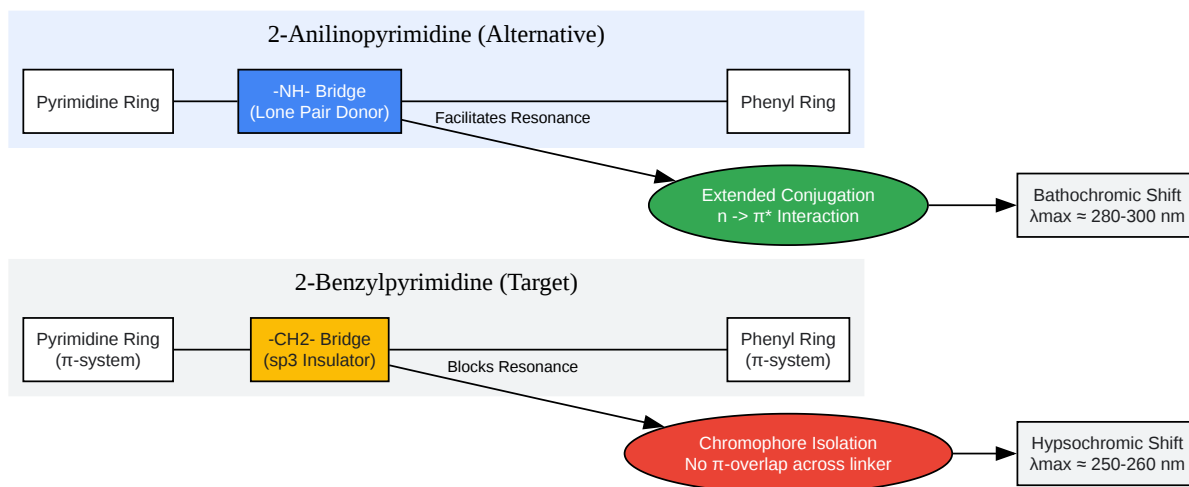 2-Anilinopyrimidine (Alternative)
Pyrimidine Ring
-NH- Bridge
(Lone Pair Donor)
Phenyl Ring
Facilitates Resonance
Extended Conjugation
n -> π* Interaction
Bathochromic Shift
λmax ≈ 280-300 nm
2-Benzylpyrimidine (Target)
Pyrimidine Ring
(π-system)
-CH2- Bridge
(sp3 Insulator)
Phenyl Ring
(π-system)
Blocks Resonance
Chromophore Isolation
No π-overlap across linker
Hypsochromic Shift
λmax ≈ 250-260 nm